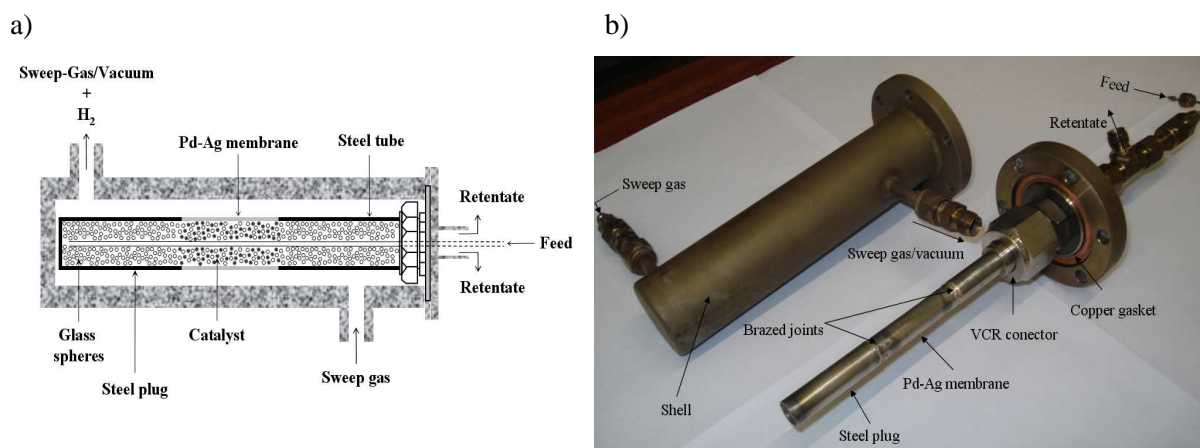 a)
Sweep-Gas/Vacuum
+
H2
Pd-Ag membrane
Steel tube
Retentate
Feed
Retentate
Glass
spheres
Catalyst
Steel plug
Sweep gas
b)
Feed
Retentate
Sweep gas
Sweep gas/vacuum
Copper gasket
VCR conector
Brazed joints
Pd-Ag membrane
Shell
Steel plug